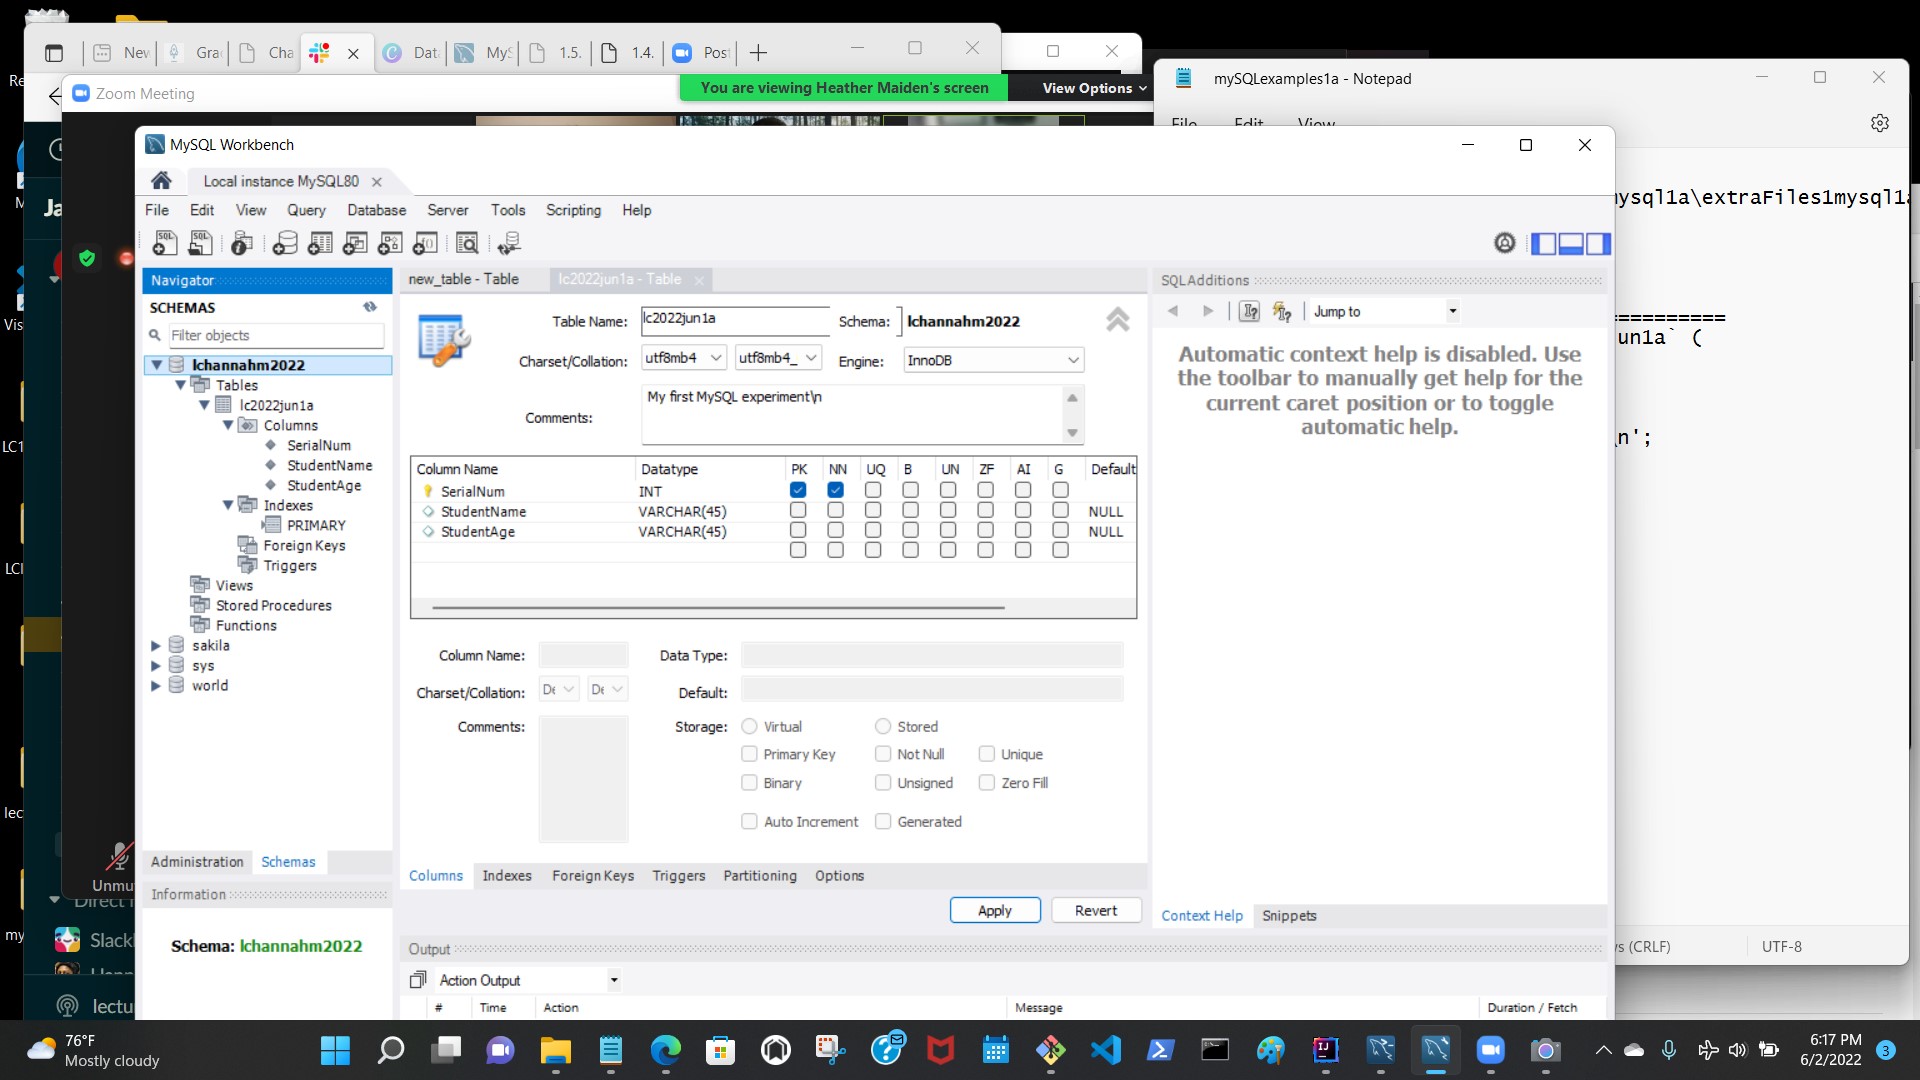 New
Gra
Cha
Dat
MyS
1.5.
1.4.
Pos
Zoom Meeting
You are viewing Heather Maiden's screen
View Options
mySQLexamples1a - Notepad
File Edit View
MySQL Workbench
Local instance MySQL80
File Edit View Query Database Server Tools Scripting Help
Navigator
SCHEMAS
Filter objects
lchannahm2022
Tables
lc2022jun1a
Columns
SerialNum
StudentName
StudentAge
Indexes
PRIMARY
Foreign Keys
Triggers
Views
Stored Procedures
Functions
sakila
sys
world
Administration Schemas
Information
Schema: lchannahm2022
new_table - Table lc2022jun1a - Table
Table Name: lc2022jun1a Schema: lchannahm2022
Charset/Collation: utf8mb4 utf8mb4_ Engine: InnoDB
Comments: My first MySQL experiment\n
Column Name Datatype PK NN UQ B UN ZF AI G Default
SerialNum INT
StudentName VARCHAR(45) NULL
StudentAge VARCHAR(45) NULL
Column Name: Data Type:
Charset/Collation: De De Default:
Comments: Storage: Virtual Stored
Primary Key Not Null Unique
Binary Unsigned Zero Fill
Auto Increment Generated
Columns Indexes Foreign Keys Triggers Partitioning Options
Apply Revert
Output
Action Output
# Time Action Message Duration / Fetch
SQLAdditions
Jump to
Automatic context help is disabled. Use
the toolbar to manually get help for the
current caret position or to toggle
automatic help.
Context Help Snippets
mysql1a\extraFiles1mysql1a
==========
un1a` (
\n';
s (CRLF) UTF-8
Re
Ja
M
Vis
LC1
LCI
lec
my
Unmu
Direct
Slackl
lectu
76°F
Mostly cloudy
6:17 PM
6/2/2022
3